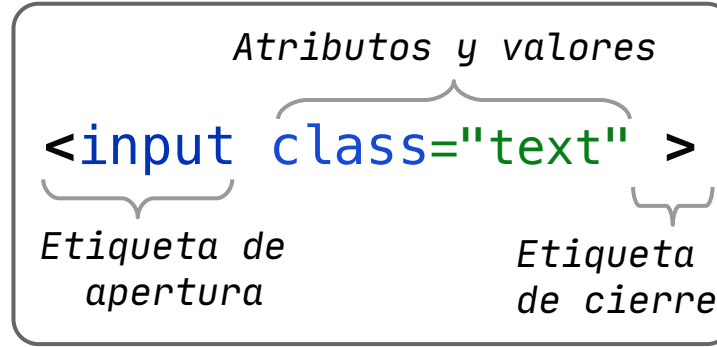 Atributos y valores
<input class="text" >
Etiqueta de
apertura
Etiqueta
de cierre